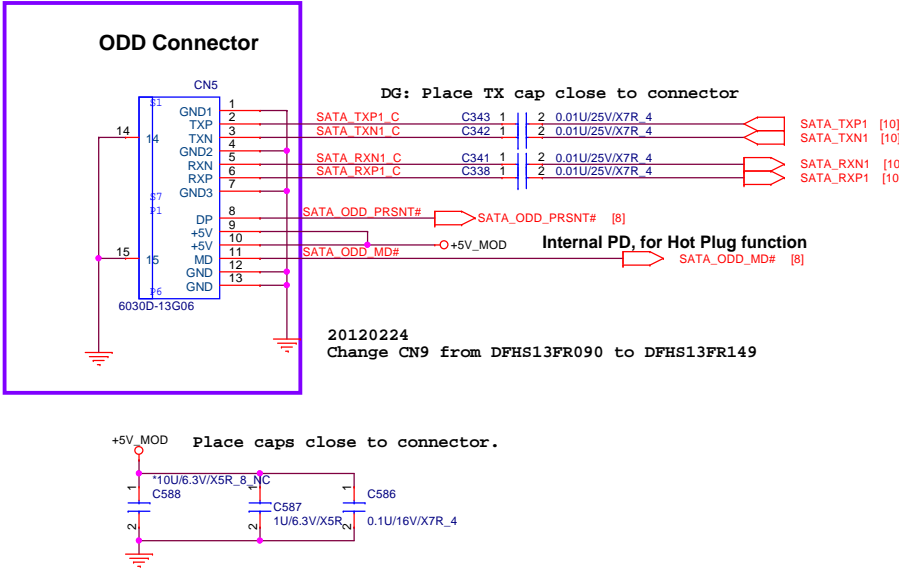 ODD Connector
CN5
DG: Place TX cap close to connector
S1
GND1 1
TXP 2 SATA_TXP1_C C343 1 2 0.01U/25V/X7R_4 SATA_TXP1 [10]
14 14 TXN 3 SATA_TXN1_C C342 1 2 0.01U/25V/X7R_4 SATA_TXN1 [10]
GND2 4
RXN 5 SATA_RXN1_C C341 1 2 0.01U/25V/X7R_4 SATA_RXN1 [10
RXP 6 SATA_RXP1_C C338 1 2 0.01U/25V/X7R_4 SATA_RXP1 [10
GND3 7
S7
P1
DP 8 SATA_ODD_PRSNT# SATA_ODD_PRSNT# [8]
+5V 9
+5V 10 +5V_MOD
Internal PD, for Hot Plug function
15 15 MD 11 SATA_ODD_MD# SATA_ODD_MD# [8]
GND 12
GND 13
P6
6030D-13G06
20120224
Change CN9 from DFHS13FR090 to DFHS13FR149
+5V_MOD Place caps close to connector.
*10U/6.3V/X5R_8_NC
1 C588 2
1 C587 2
1U/6.3V/X5R_
1 C586 2
0.1U/16V/X7R_4